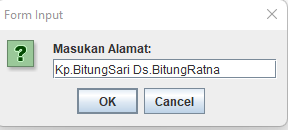 Form Input
Masukan Alamat:
Kp.BitungSari Ds.BitungRatna
OK Cancel